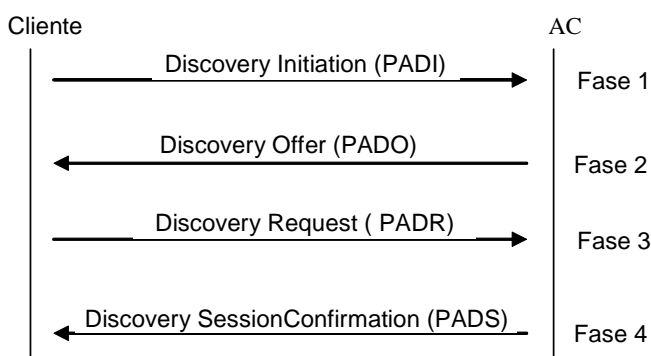 Cliente AC
Discovery Initiation (PADI)
Fase 1
Discovery Offer (PADO)
Fase 2
Discovery Request ( PADR)
Fase 3
Discovery SessionConfirmation (PADS)
Fase 4